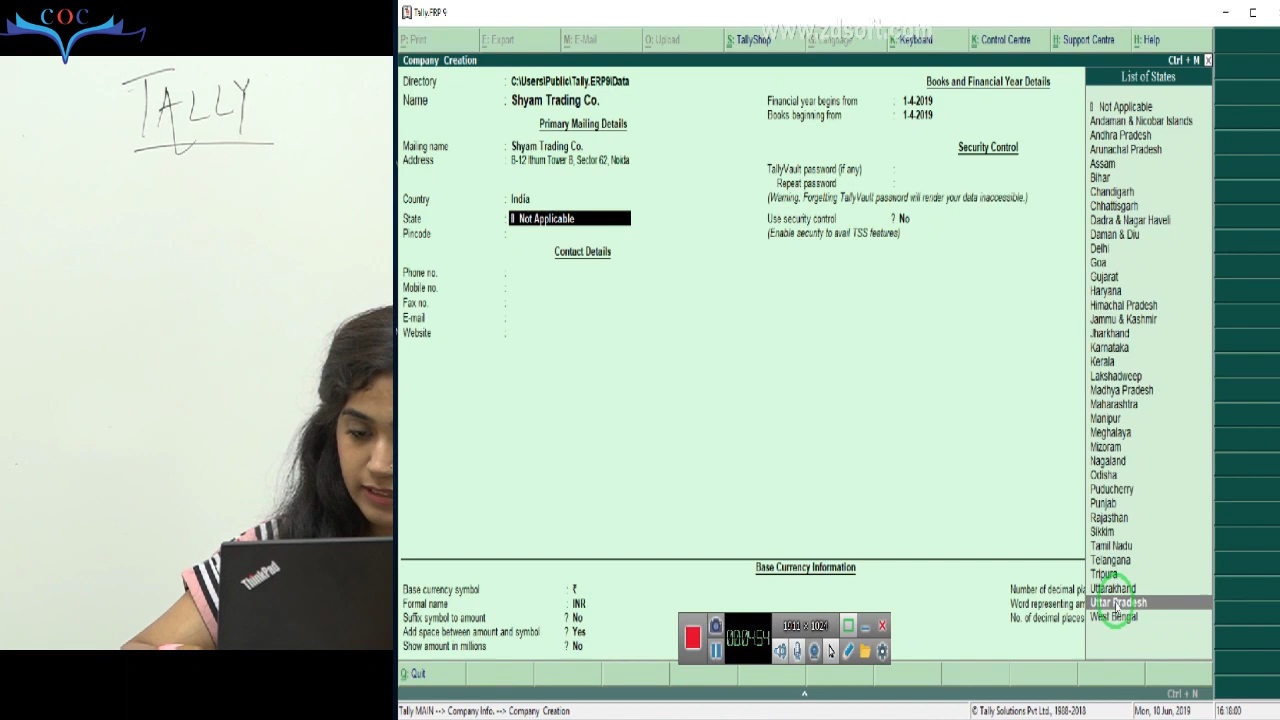 COC
TALLY
ThinkPad
Tally.ERP 9
www.zdsoft.com
P: Print
E: Export
M: E-Mail
O: Upload
S: TallyShop
G: Language
K: Keyboard
K: Control Centre
H: Support Centre
H: Help
Company Creation
Ctrl + M
Directory : C:\Users\Public\Tally.ERP9\Data
Name : Shyam Trading Co.
Primary Mailing Details
Mailing name : Shyam Trading Co.
Address : B-12 Ithum Tower B, Sector 62, Noida
Country : India
State : Not Applicable
Pincode :
Contact Details
Phone no. :
Mobile no. :
Fax no. :
E-mail :
Website :
Books and Financial Year Details
Financial year begins from : 1-4-2019
Books beginning from : 1-4-2019
Security Control
TallyVault password (if any) :
Repeat password :
(Warning: Forgetting TallyVault password will render your data inaccessible.)
Use security control ? No
(Enable security to avail TSS features)
List of States
Not Applicable
Andaman & Nicobar Islands
Andhra Pradesh
Arunachal Pradesh
Assam
Bihar
Chandigarh
Chhattisgarh
Dadra & Nagar Haveli
Daman & Diu
Delhi
Goa
Gujarat
Haryana
Himachal Pradesh
Jammu & Kashmir
Jharkhand
Karnataka
Kerala
Lakshadweep
Madhya Pradesh
Maharashtra
Manipur
Meghalaya
Mizoram
Nagaland
Odisha
Puducherry
Punjab
Rajasthan
Sikkim
Tamil Nadu
Telangana
Tripura
Uttarakhand
Uttar Pradesh
West Bengal
Base Currency Information
Base currency symbol : ₹
Formal name : INR
Suffix symbol to amount ? No
Add space between amount and symbol ? Yes
Show amount in millions ? No
Number of decimal pla
Word representing am
No. of decimal places
1911 × 1024
00:04:54
Q: Quit
Ctrl + N
Tally MAIN --> Company Info. --> Company Creation
© Tally Solutions Pvt Ltd., 1988-2018
Mon, 10 Jun, 2019
16:18:00